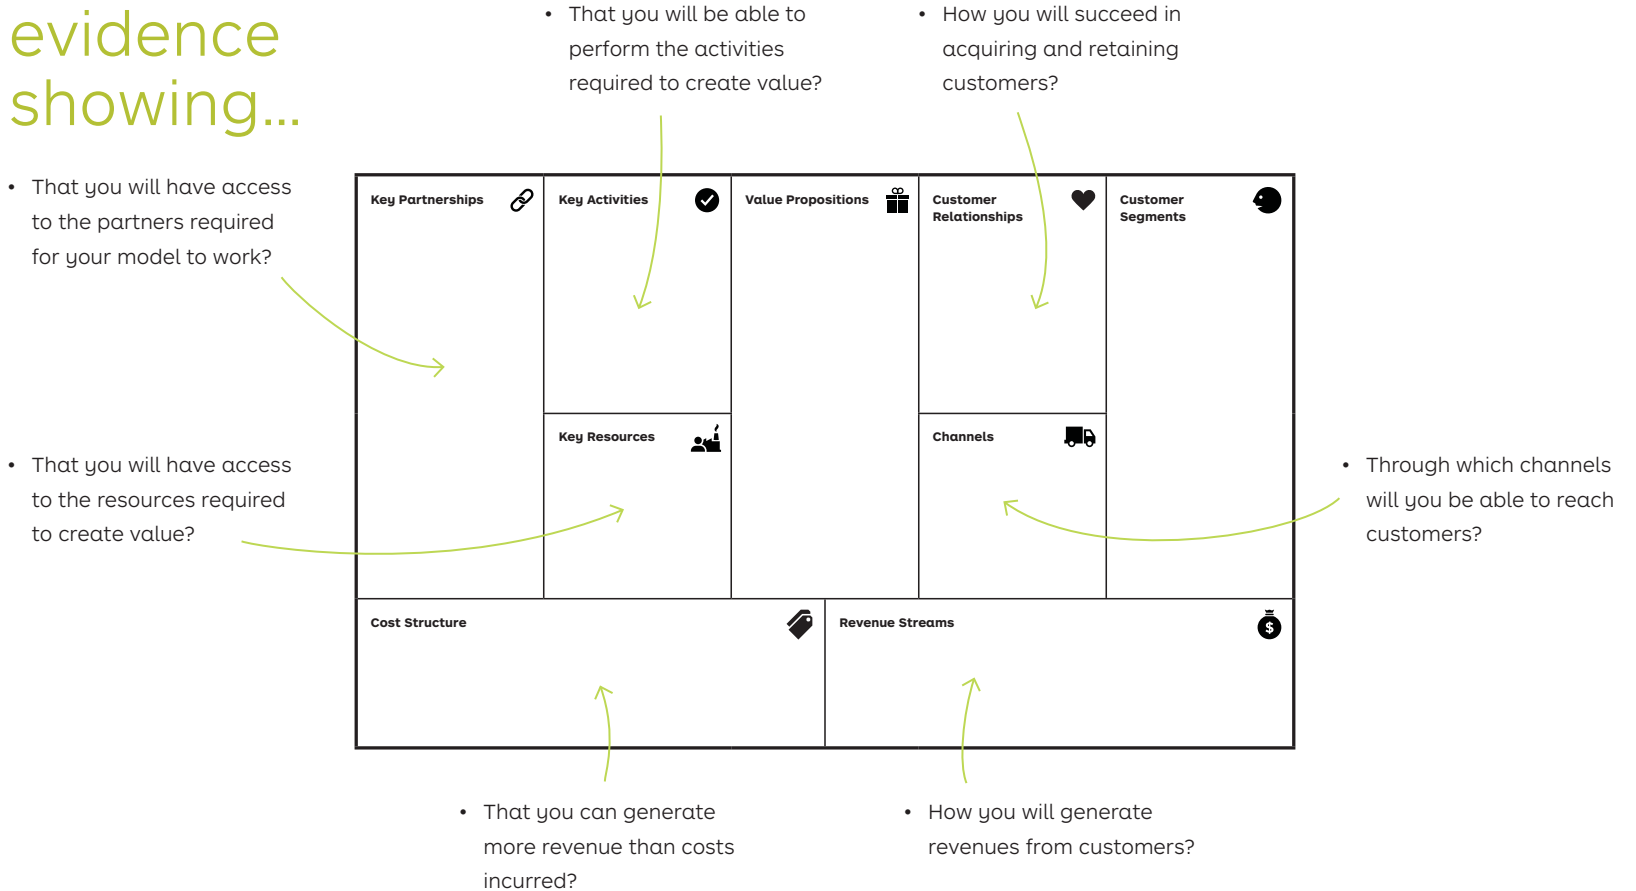 evidence
showing...
• That you will be able to
perform the activities
required to create value?
• How you will succeed in
acquiring and retaining
customers?
• That you will have access
to the partners required
for your model to work?
Key Partnerships
Key Activities
Value Propositions
Customer
Relationships
Customer
Segments
Key Resources
Channels
• That you will have access
to the resources required
to create value?
• Through which channels
will you be able to reach
customers?
Cost Structure
Revenue Streams
$
• That you can generate
more revenue than costs
incurred?
• How you will generate
revenues from customers?